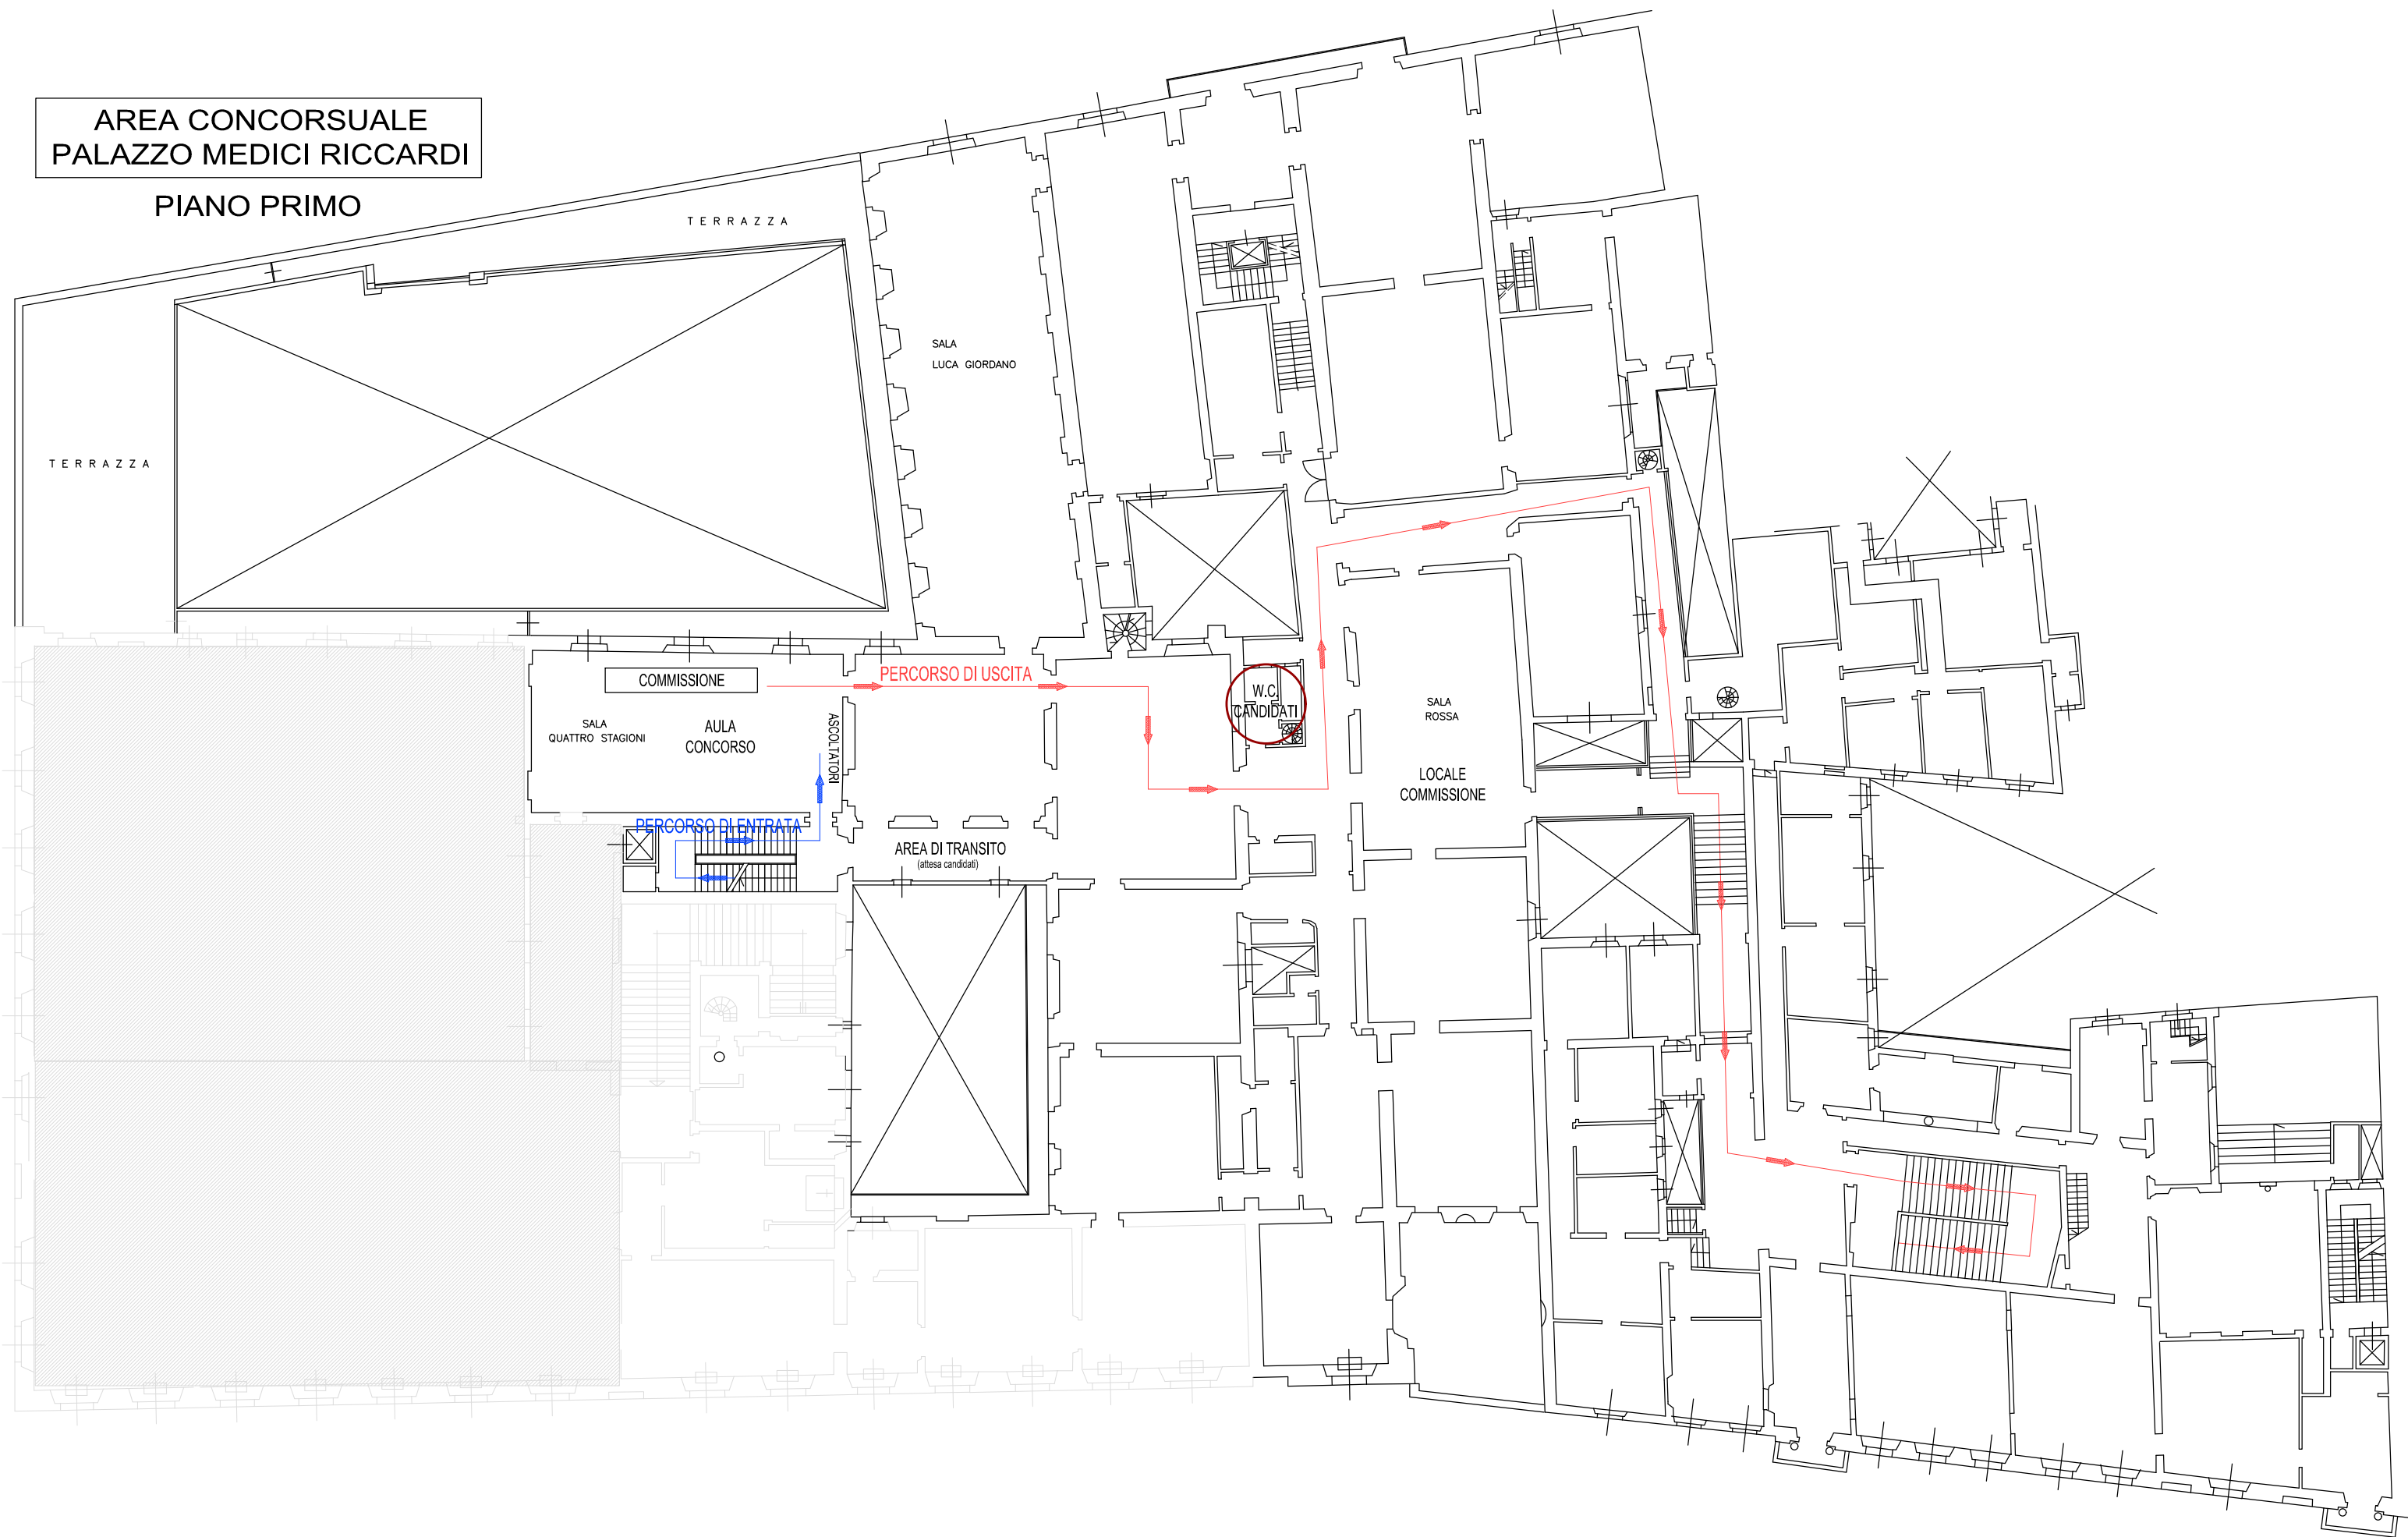 AREA CONCORSUALE
PALAZZO MEDICI RICCARDI
PIANO PRIMO
TERRAZZA
TERRAZZA
SALA
LUCA GIORDANO
COMMISSIONE
PERCORSO DI USCITA
SALA
QUATTRO STAGIONI
AULA
CONCORSO
ASCOLTATORI
W.C.
CANDIDATI
SALA
ROSSA
LOCALE
COMMISSIONE
PERCORSO DI ENTRATA
AREA DI TRANSITO
(attesa candidati)